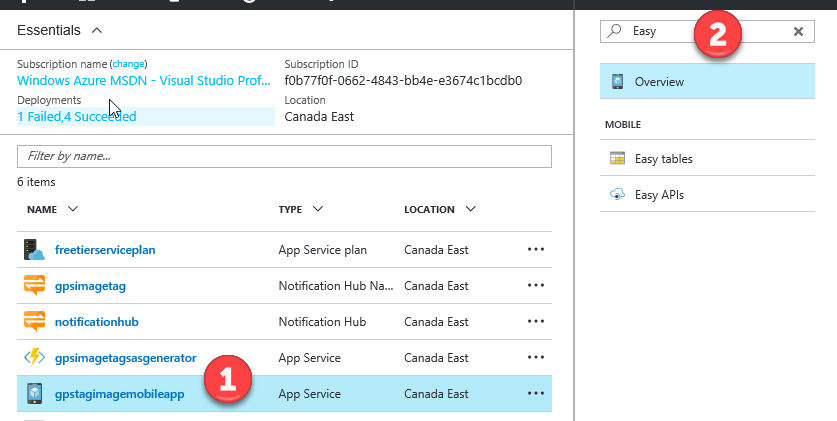 Essentials
Subscription name (change)
Windows Azure MSDN - Visual Studio Prof...
Subscription ID
f0b77f0f-0662-4843-bb4e-e3674c1bcdb0
Deployments
1 Failed,4 Succeeded
Location
Canada East
Filter by name...
6 items
NAME TYPE LOCATION
freetierserviceplan App Service plan Canada East ...
gpsimagetag Notification Hub Na... Canada East ...
notificationhub Notification Hub Canada East ...
gpsimagetagsasgenerator App Service Canada East ...
gpstagimagemobileapp App Service Canada East ...
1
Easy
2
Overview
MOBILE
Easy tables
Easy APIs